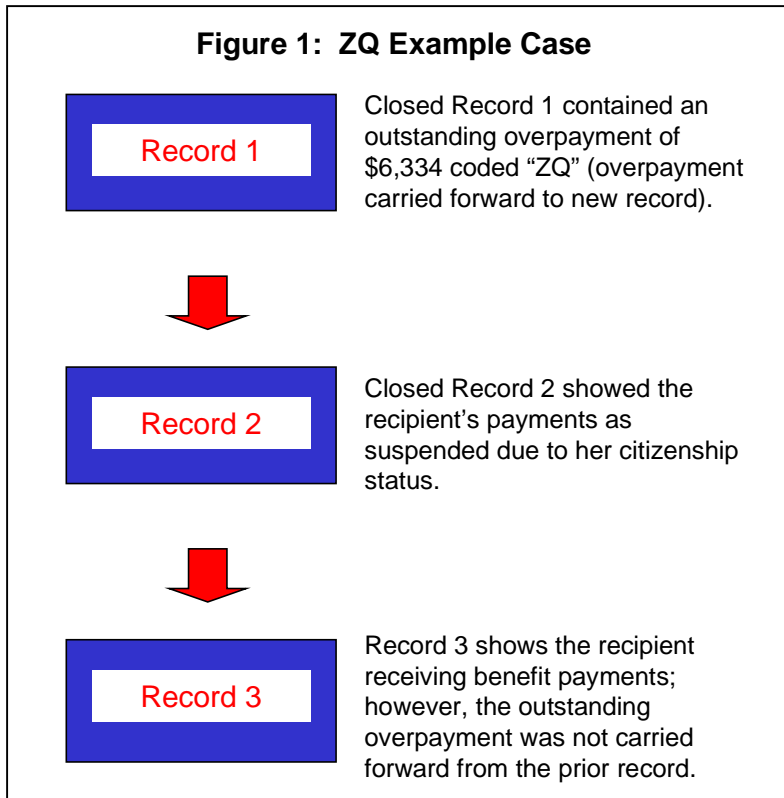 Figure 1:  ZQ Example Case
Record 1
Closed Record 1 contained an
outstanding overpayment of
$6,334 coded “ZQ” (overpayment
carried forward to new record).
Record 2
Closed Record 2 showed the
recipient’s payments as
suspended due to her citizenship
status.
Record 3
Record 3 shows the recipient
receiving benefit payments;
however, the outstanding
overpayment was not carried
forward from the prior record.